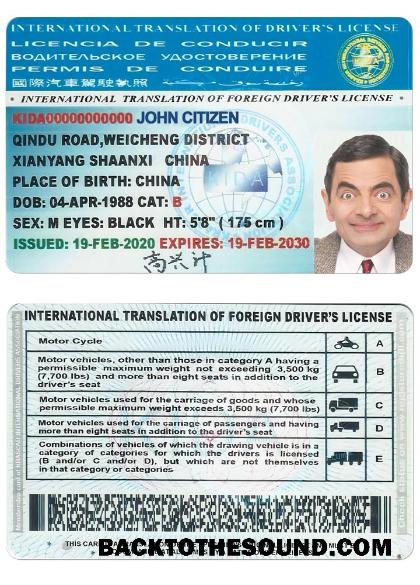 INTERNATIONAL TRANSLATION OF DRIVER'S LICENSE
LICENCIA DE CONDUCIR
ВОДИТЕЛЬСКОЕ УДОСТОВЕРЕНИЕ
PERMIS DE CONDUIRE
國際汽車駕駛執照
• INTERNATIONAL TRANSLATION OF FOREIGN DRIVER'S LICENSE •
KIDA00000000000 JOHN CITIZEN
QINDU ROAD,WEICHENG DISTRICT
XIANYANG SHAANXI CHINA
PLACE OF BIRTH: CHINA
DOB: 04-APR-1988 CAT: B
SEX: M EYES: BLACK HT: 5'8" ( 175 cm )
ISSUED: 19-FEB-2020 EXPIRES: 19-FEB-2030
KIDA
INTERNATIONAL TRANSLATION OF FOREIGN DRIVER'S LICENSE
Motor Cycle A
Motor vehicles, other than those in category A having a
permissible maximum weight not exceeding 3,500 kg
(7,700 lbs) and more than eight seats in addition to the
driver's seat B
Motor vehicles used for the carriage of goods and whose
permissible maximum weight exceeds 3,500 kg (7,700 lbs) C
Motor vehicles used for the carriage of passengers and having
more than eight seats in addition to the driver's seat D
Combinations of vehicles of which the drawing vehicle is in a
category of categories for which the drivers is licensed
(B and/or C and/or D), but which are not themselves
in that category or categories E
THIS CARD
BACKTOTHESOUND.COM